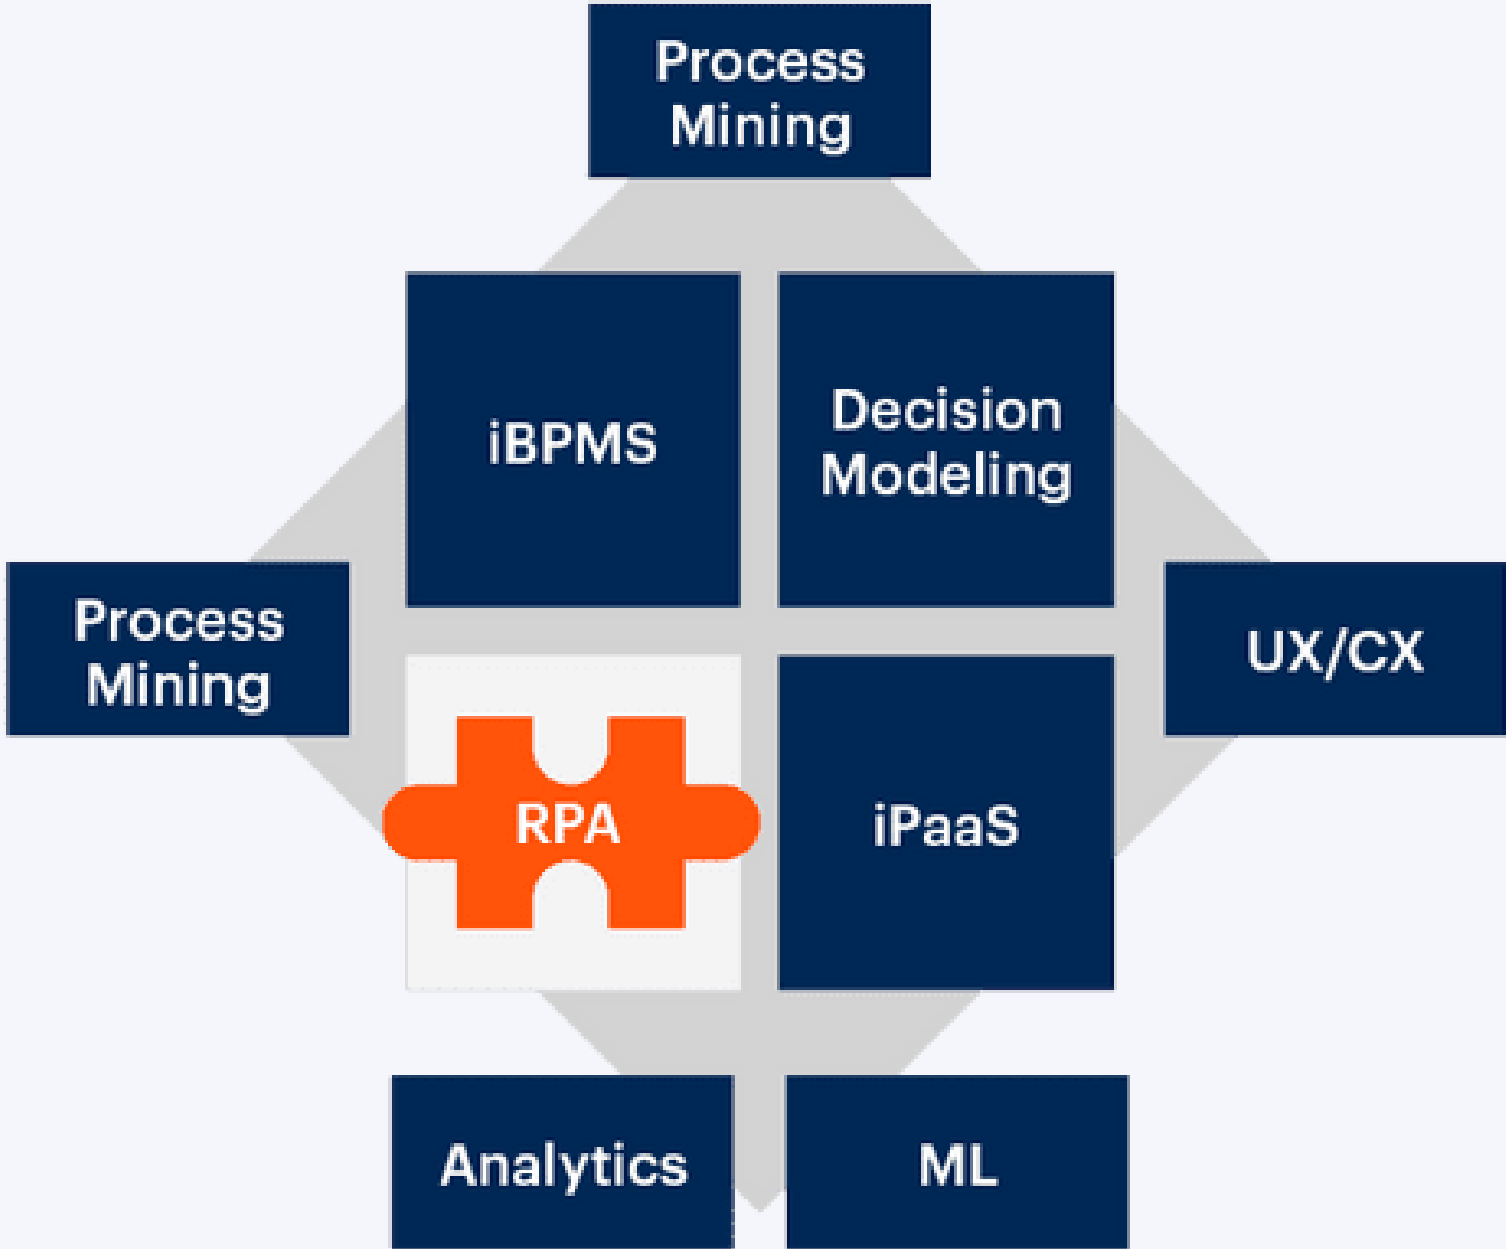 Process
Mining
iBPMS
Decision
Modeling
Process
Mining
UX/CX
RPA
iPaaS
Analytics
ML